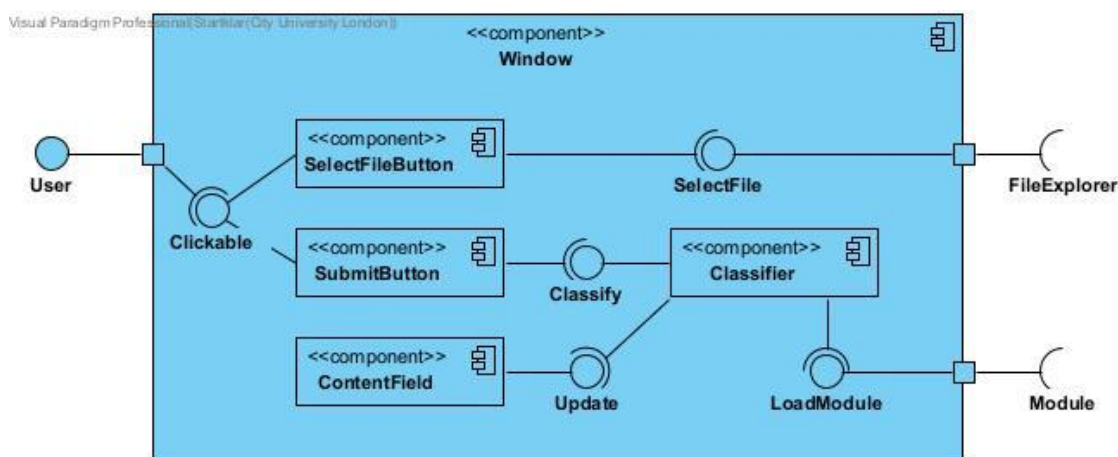 Visual Paradigm Professional(Startklar(City University London))
<<component>>
Window
<<component>>
SelectFileButton
User
SelectFile
FileExplorer
Clickable
<<component>>
SubmitButton
<<component>>
Classifier
Classify
<<component>>
ContentField
Update
LoadModule
Module